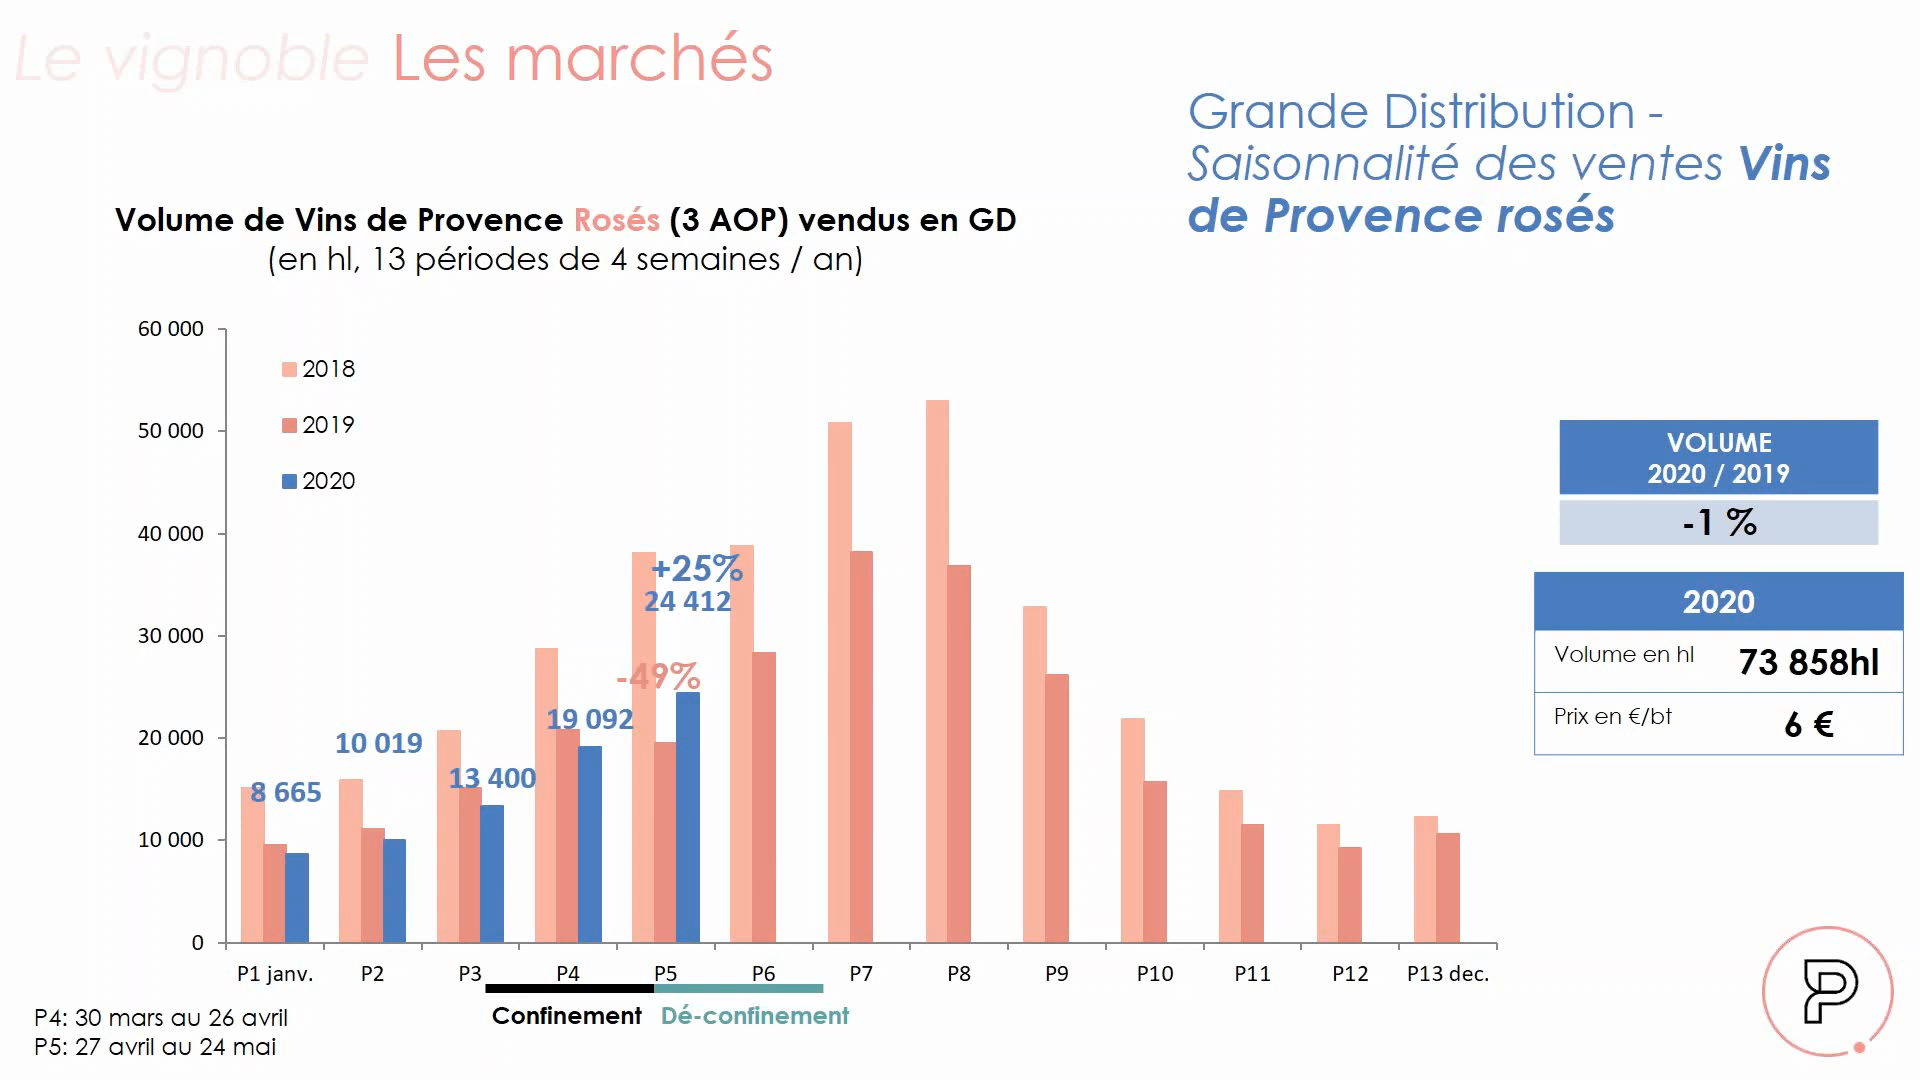 Le vignoble Les marchés
Grande Distribution -
Saisonnalité des ventes Vins
de Provence rosés
Volume de Vins de Provence Rosés (3 AOP) vendus en GD
(en hl, 13 périodes de 4 semaines / an)
60 000
50 000
40 000
30 000
20 000
10 000
0
2018
2019
2020
+25%
24 412
-49%
19 092
10 019
13 400
8 665
P1 janv.
P2
P3
P4
P5
P6
P7
P8
P9
P10
P11
P12
P13 dec.
Confinement
Dé-confinement
P4: 30 mars au 26 avril
P5: 27 avril au 24 mai
VOLUME
2020 / 2019
-1 %
2020
Volume en hl 73 858hl
Prix en €/bt 6 €
P